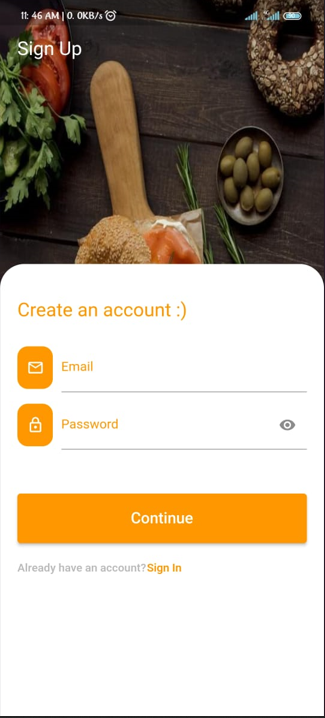 11: 46 AM | 0. 0KB/s
Sign Up
Create an account :)
Email
Password
Continue
Already have an account?Sign In